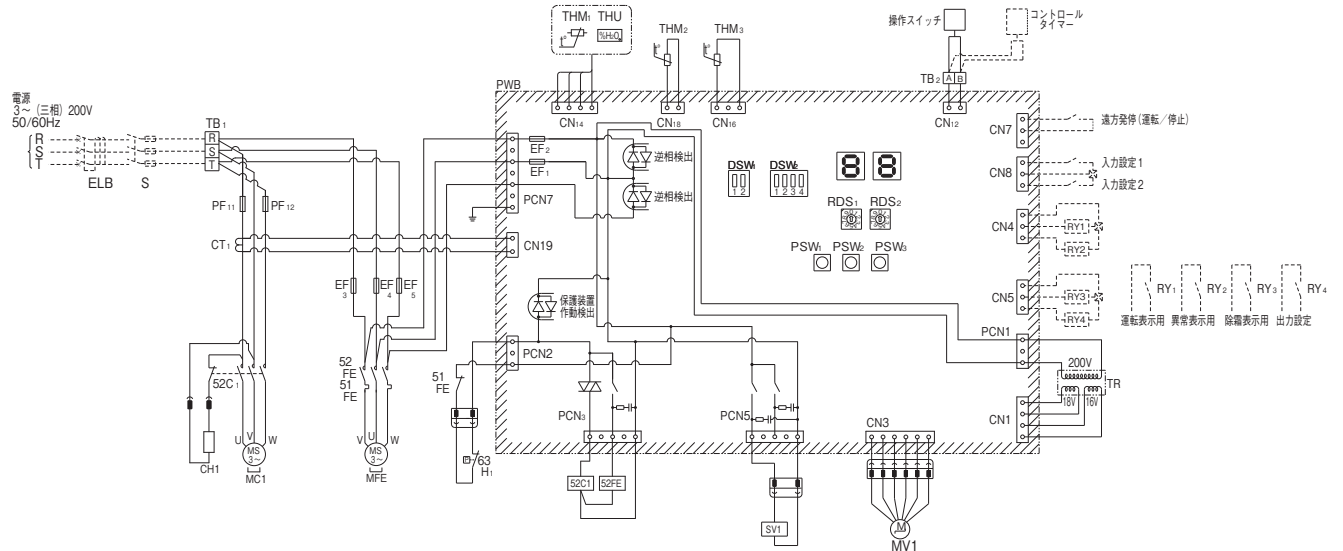 THM1 THU
t°
%H₂O
THM2
t°
THM3
t°
操作スイッチ
コントロール
タイマー
TB2 A B
電源
3～ (三相) 200V
50/60Hz
R
S
T
ELB
S
TB1
R
S
T
PWB
CN14
CN18
CN16
CN12
CN7
遠方発停(運転／停止)
EF2
EF1
PCN7
逆相検出
逆相検出
DSW1
1 2
DSW2
1 2 3 4
8 8
CN8
入力設定1
入力設定2
RDS1 RDS2
PF11
PF12
CN4
RY1
RY2
CT1
CN19
PSW1 PSW2 PSW3
EF3
EF4
EF5
保護装置
作動検出
CN5
RY3
RY4
RY1
運転表示用
RY2
異常表示用
RY3
除霜表示用
RY4
出力設定
PCN1
200V
TR
18V
16V
CN1
52C1
52
FE
51
FE
51
FE
PCN2
PCN3
PCN5
CN3
U V W
MS
3～
MC1
CH1
V U W
MS
3～
MFE
P
63
H1
52C1
52FE
SV1
M
MV1